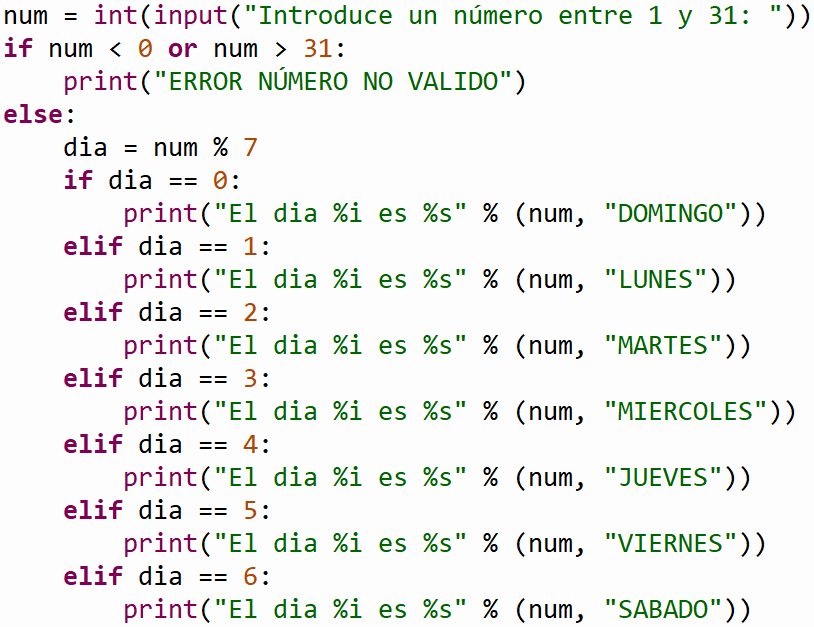 num = int(input("Introduce un número entre 1 y 31: "))
if num < 0 or num > 31:
    print("ERROR NÚMERO NO VALIDO")
else:
    dia = num % 7
    if dia == 0:
        print("El dia %i es %s" % (num, "DOMINGO"))
    elif dia == 1:
        print("El dia %i es %s" % (num, "LUNES"))
    elif dia == 2:
        print("El dia %i es %s" % (num, "MARTES"))
    elif dia == 3:
        print("El dia %i es %s" % (num, "MIERCOLES"))
    elif dia == 4:
        print("El dia %i es %s" % (num, "JUEVES"))
    elif dia == 5:
        print("El dia %i es %s" % (num, "VIERNES"))
    elif dia == 6:
        print("El dia %i es %s" % (num, "SABADO"))